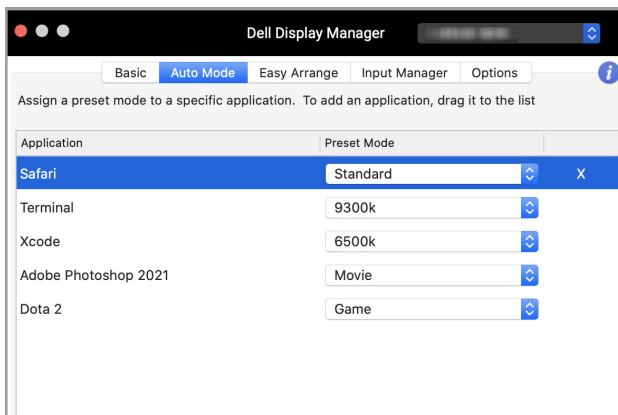 Dell Display Manager
Basic Auto Mode Easy Arrange Input Manager Options i
Assign a preset mode to a specific application. To add an application, drag it to the list
Application Preset Mode
Safari Standard X
Terminal 9300k
Xcode 6500k
Adobe Photoshop 2021 Movie
Dota 2 Game